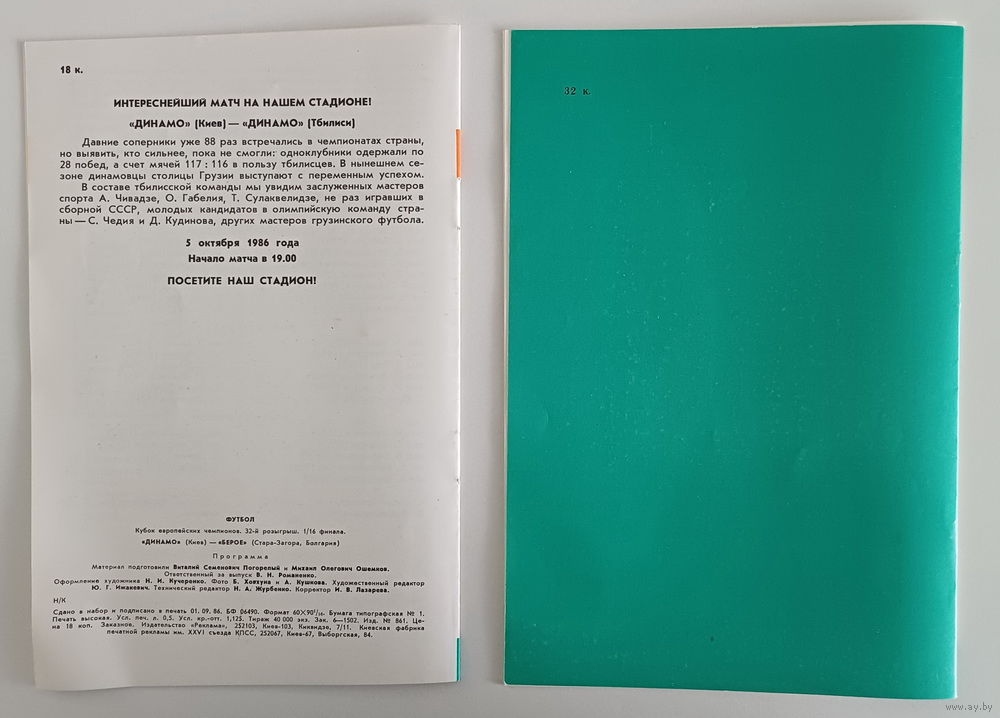 18 к.
ИНТЕРЕСНЕЙШИЙ МАТЧ НА НАШЕМ СТАДИОНЕ!
«ДИНАМО» (Киев) — «ДИНАМО» (Тбилиси)
Давние соперники уже 88 раз встречались в чемпионатах страны,
но выявить, кто сильнее, пока не смогли: одноклубники одержали по
28 побед, а счет мячей 117 : 116 в пользу тбилисцев. В нынешнем се-
зоне динамовцы столицы Грузии выступают с переменным успехом.
В составе тбилисской команды мы увидим заслуженных мастеров
спорта А. Чивадзе, О. Габелия, Т. Сулаквелидзе, не раз игравших в
сборной СССР, молодых кандидатов в олимпийскую команду стра-
ны — С. Чедия и Д. Кудинова, других мастеров грузинского футбола.
5 октября 1986 года
Начало матча в 19.00
ПОСЕТИТЕ НАШ СТАДИОН!
ФУТБОЛ
Кубок европейских чемпионов. 32-й розыгрыш. 1/16 финала.
«ДИНАМО» (Киев) — «БЕРОЕ» (Стара-Загора, Болгария)
Программа
Материал подготовили Виталий Семенович Погорелый и Михаил Олегович Ошемков.
Ответственный за выпуск В. Н. Романенко.
Оформление художника Н. И. Кучеренко. Фото Б. Ховхуна и А. Кушкова. Художественный редактор
Ю. Г. Ижакевич. Технический редактор Н. А. Журбенко. Корректор И. В. Лазарева.
Н/К
Сдано в набор и подписано в печать 01. 09. 86. БФ 06490. Формат 60×90¹/₁₆. Бумага типографская № 1.
Печать высокая. Усл. печ. л. 0,5. Усл. кр.-отт. 1,125. Тираж 40 000 экз. Зак. 6—1502. Изд. № 861. Це-
на 18 коп. Заказное. Издательство «Реклама», 252103, Киев-103, Киквидзе, 7/11. Киевская фабрика
печатной рекламы им. XXVI съезда КПСС, 252067, Киев-67, Выборгская, 84.
32 к.
www.ay.by